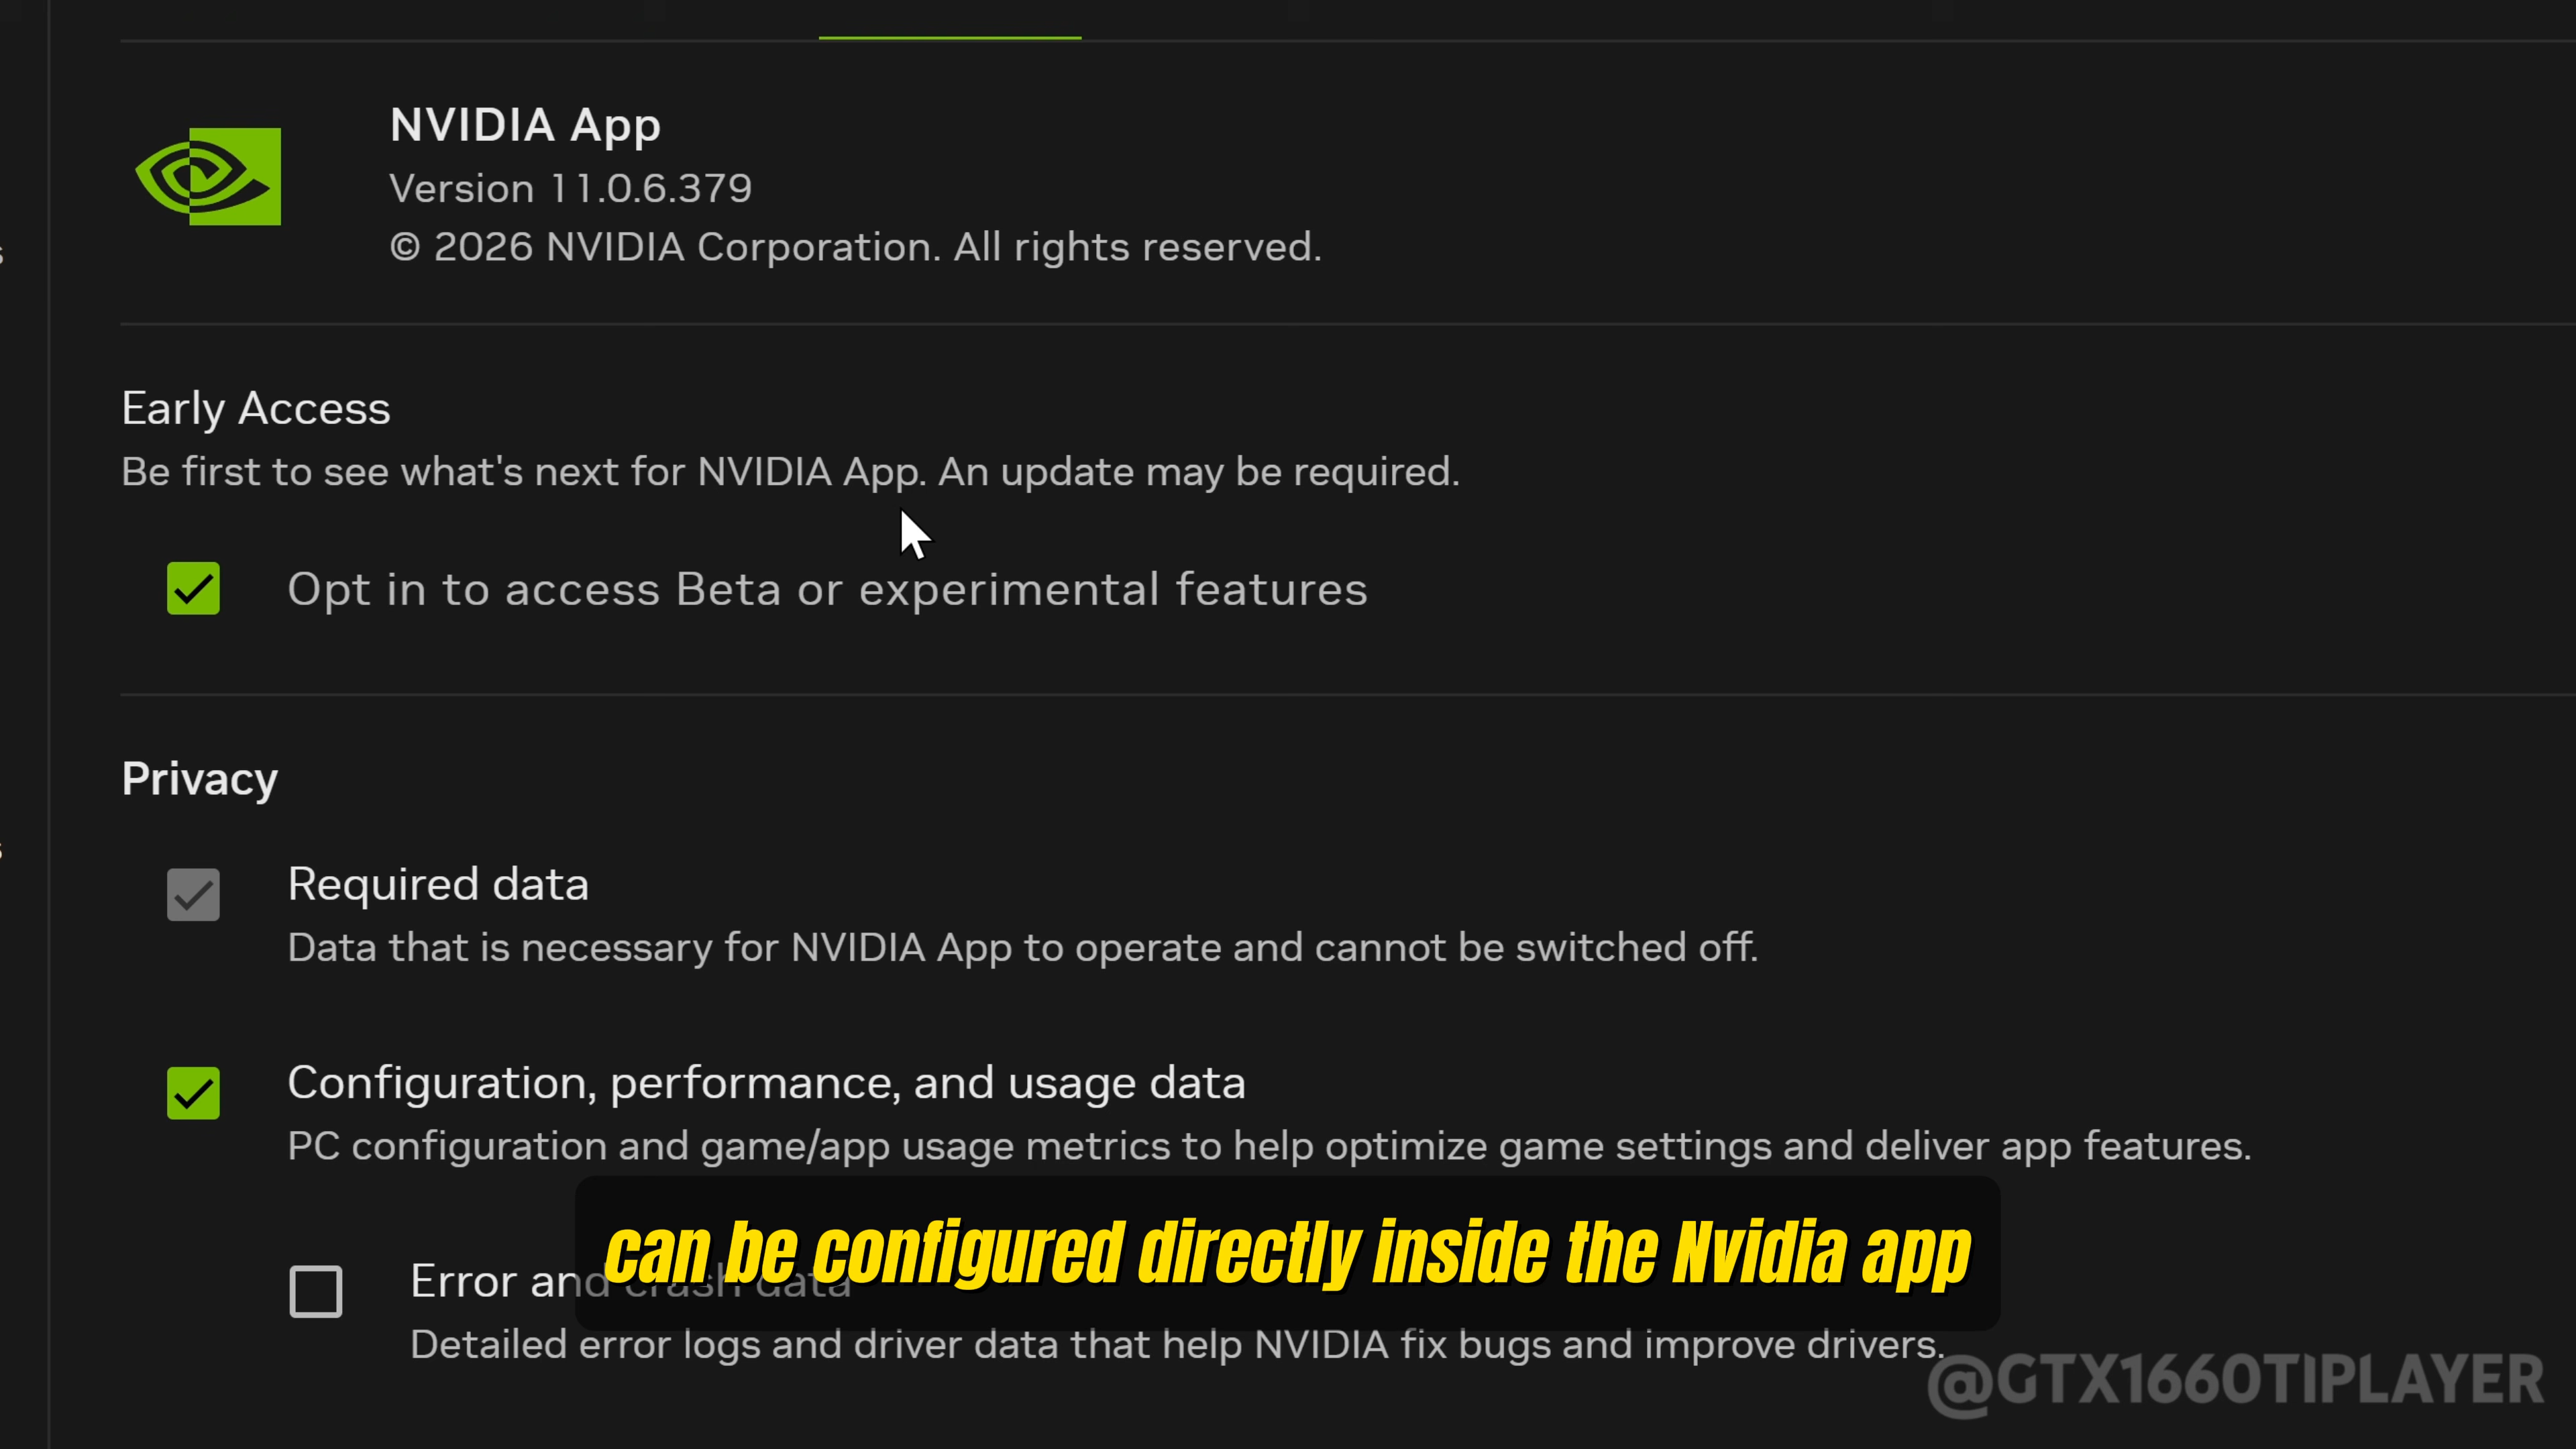 NVIDIA App
Version 11.0.6.379
© 2026 NVIDIA Corporation. All rights reserved.
Early Access
Be first to see what's next for NVIDIA App. An update may be required.
Opt in to access Beta or experimental features
Privacy
Required data
Data that is necessary for NVIDIA App to operate and cannot be switched off.
Configuration, performance, and usage data
PC configuration and game/app usage metrics to help optimize game settings and deliver app features.
Error and crash data
can be configured directly inside the Nvidia app
Detailed error logs and driver data that help NVIDIA fix bugs and improve drivers.
@GTX1660TIPLAYER